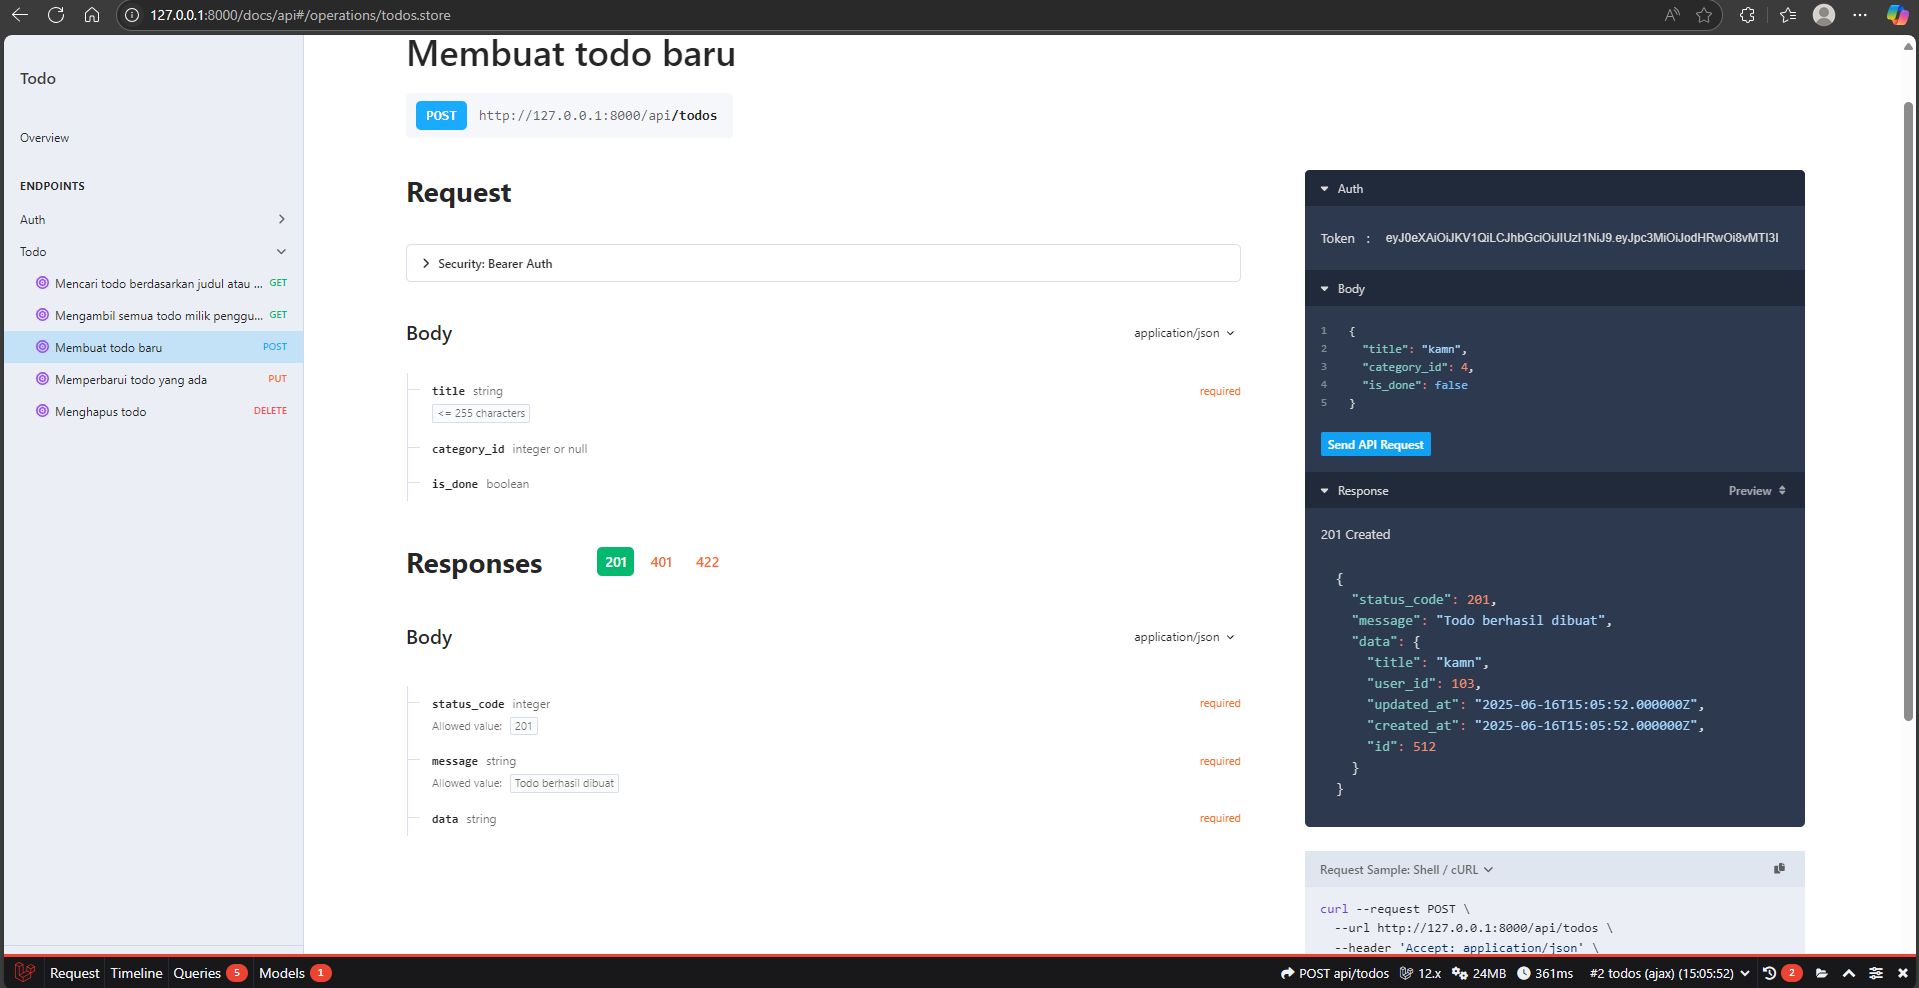 127.0.0.1:8000/docs/api#/operations/todos.store
Todo
Overview
ENDPOINTS
Auth
Todo
Mencari todo berdasarkan judul atau ... GET
Mengambil semua todo milik penggu... GET
Membuat todo baru POST
Memperbarui todo yang ada PUT
Menghapus todo DELETE
Membuat todo baru
POST http://127.0.0.1:8000/api/todos
Request
Security: Bearer Auth
Body application/json
title string required
<= 255 characters
category_id integer or null
is_done boolean
Responses 201 401 422
Body application/json
status_code integer required
Allowed value: 201
message string required
Allowed value: Todo berhasil dibuat
data string required
Auth
Token : eyJ0eXAiOiJKV1QiLCJhbGciOiJIUzI1NiJ9.eyJpc3MiOiJodHRwOi8vMTI3I
Body
1 {
2 "title": "kamn",
3 "category_id": 4,
4 "is_done": false
5 }
Send API Request
Response Preview
201 Created
{
"status_code": 201,
"message": "Todo berhasil dibuat",
"data": {
"title": "kamn",
"user_id": 103,
"updated_at": "2025-06-16T15:05:52.000000Z",
"created_at": "2025-06-16T15:05:52.000000Z",
"id": 512
}
}
Request Sample: Shell / cURL
curl --request POST \
--url http://127.0.0.1:8000/api/todos \
--header 'Accept: application/json' \
Request Timeline Queries 5 Models 1 POST api/todos 12.x 24MB 361ms #2 todos (ajax) (15:05:52) 2